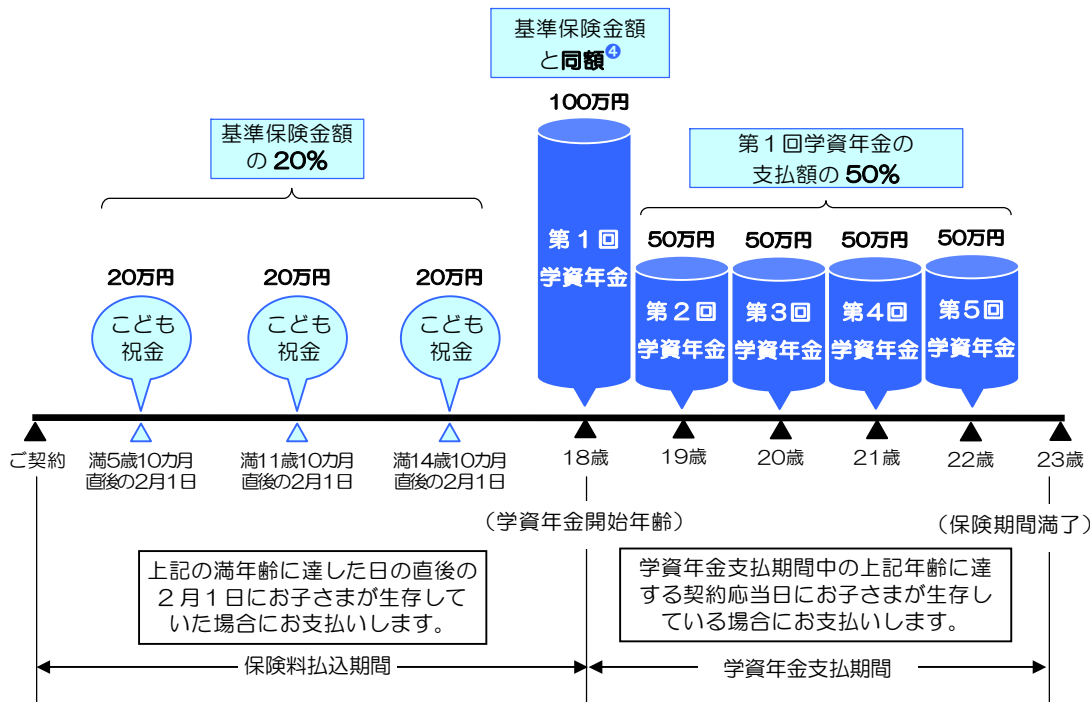 基準保険金額
と同額❹
100万円
基準保険金額
の 20%
第1回学資年金の
支払額の 50%
20万円
20万円
20万円
こども
祝金
こども
祝金
こども
祝金
第1回
学資年金
50万円
50万円
50万円
50万円
第2回
学資年金
第3回
学資年金
第4回
学資年金
第5回
学資年金
ご契約
満5歳10カ月
直後の2月1日
満11歳10カ月
直後の2月1日
満14歳10カ月
直後の2月1日
18歳
19歳
20歳
21歳
22歳
23歳
(学資年金開始年齢)
(保険期間満了)
上記の満年齢に達した日の直後の
2月1日にお子さまが生存して
いた場合にお支払いします。
学資年金支払期間中の上記年齢に達
する契約応当日にお子さまが生存し
ている場合にお支払いします。
保険料払込期間
学資年金支払期間